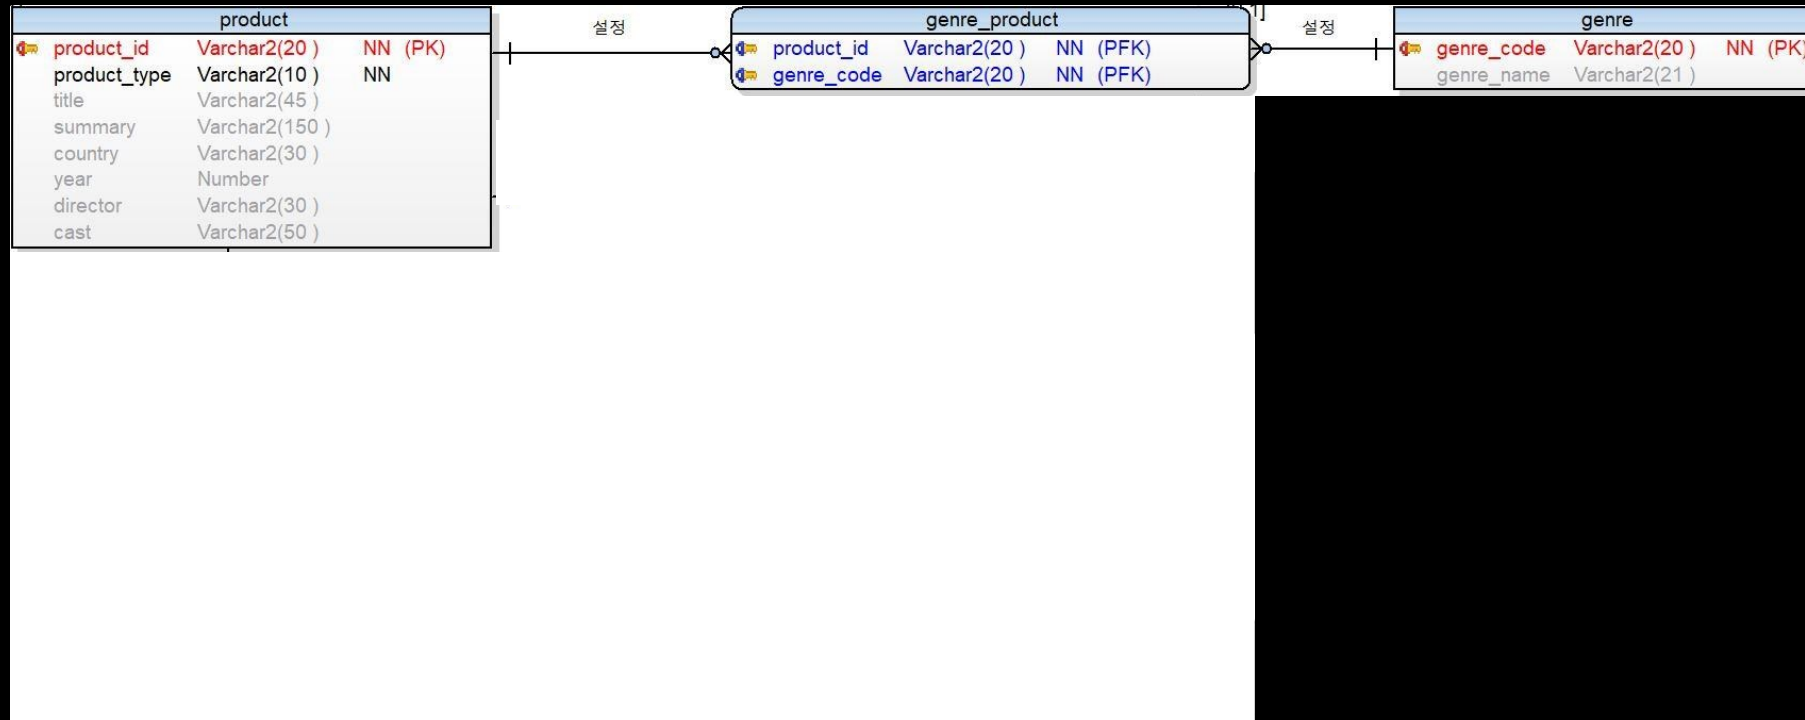 product
product_id Varchar2(20 ) NN (PK)
product_type Varchar2(10 ) NN
title Varchar2(45 )
summary Varchar2(150 )
country Varchar2(30 )
year Number
director Varchar2(30 )
cast Varchar2(50 )
설정
genre_product
product_id Varchar2(20 ) NN (PFK)
genre_code Varchar2(20 ) NN (PFK)
설정
genre
genre_code Varchar2(20 ) NN (PK)
genre_name Varchar2(21 )